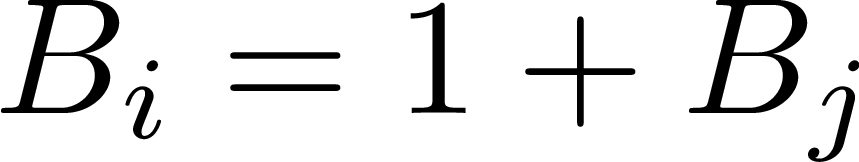 B_i = 1 + B_j